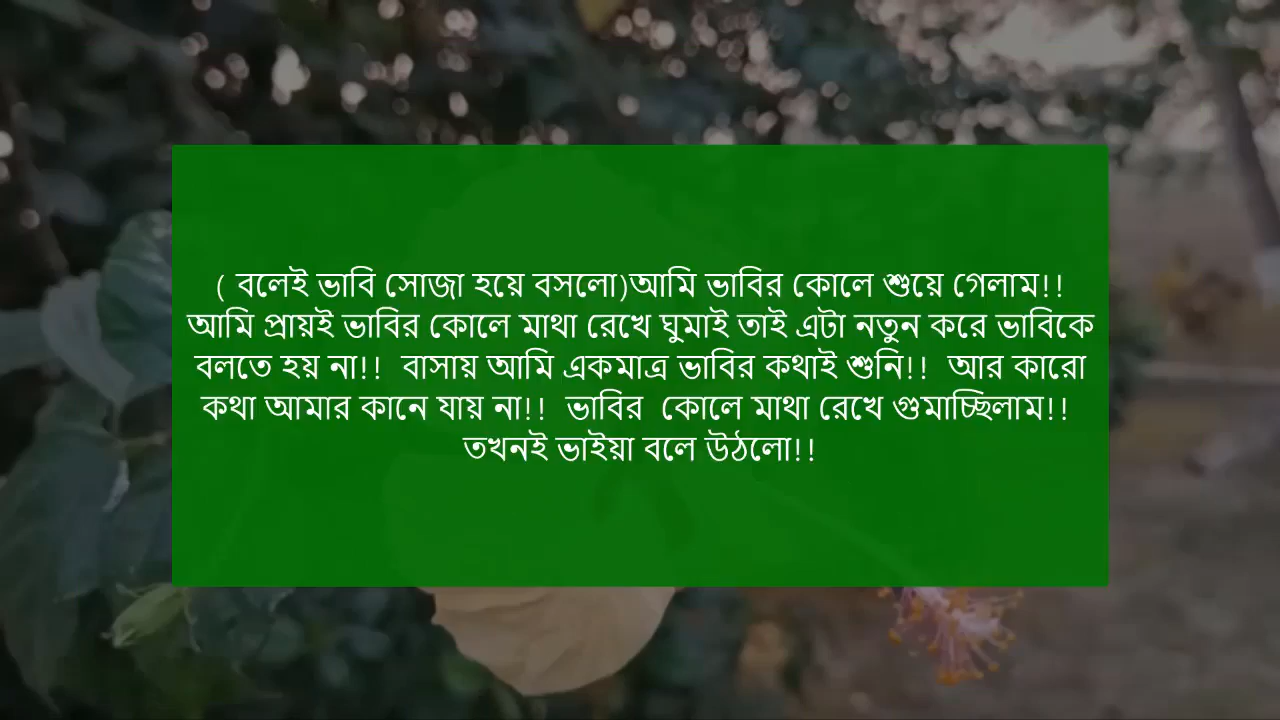 ( বলেই ভাবি সোজা হয়ে বসলো)আমি ভাবির কোলে শুয়ে গেলাম!!
আমি প্রায়ই ভাবির কোলে মাথা রেখে ঘুমাই তাই এটা নতুন করে ভাবিকে
বলতে হয় না!! বাসায় আমি একমাত্র ভাবির কথাই শুনি!! আর কারো
কথা আমার কানে যায় না!! ভাবির কোলে মাথা রেখে গুমাচ্ছিলাম!!
তখনই ভাইয়া বলে উঠলো!!